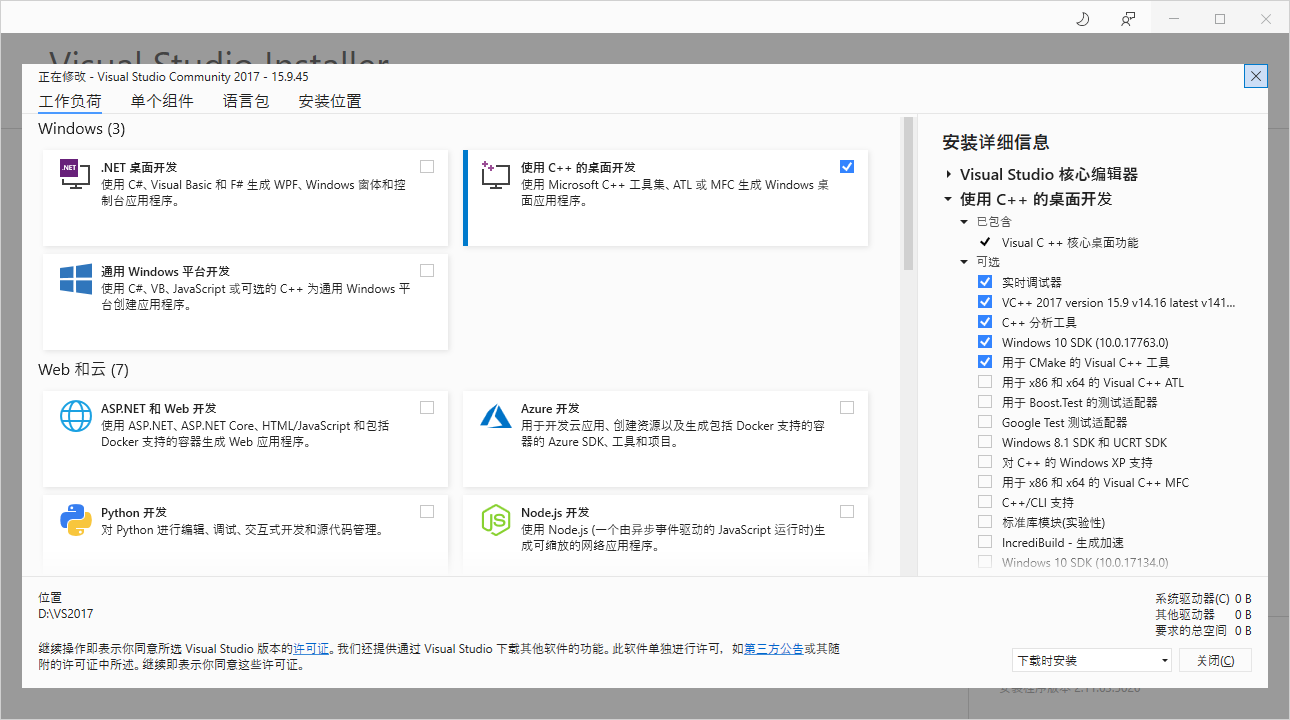 Visual Studio Installer
正在修改 - Visual Studio Community 2017 - 15.9.45
工作负荷 单个组件 语言包 安装位置
Windows (3)
.NET
.NET 桌面开发
使用 C#、Visual Basic 和 F# 生成 WPF、Windows 窗体和控
制台应用程序。
使用 C++ 的桌面开发
使用 Microsoft C++ 工具集、ATL 或 MFC 生成 Windows 桌
面应用程序。
通用 Windows 平台开发
使用 C#、VB、JavaScript 或可选的 C++ 为通用 Windows 平
台创建应用程序。
Web 和云 (7)
ASP.NET 和 Web 开发
使用 ASP.NET、ASP.NET Core、HTML/JavaScript 和包括
Docker 支持的容器生成 Web 应用程序。
Azure 开发
用于开发云应用、创建资源以及生成包括 Docker 支持的容
器的 Azure SDK、工具和项目。
Python 开发
对 Python 进行编辑、调试、交互式开发和源代码管理。
JS
Node.js 开发
使用 Node.js (一个由异步事件驱动的 JavaScript 运行时)生
成可缩放的网络应用程序。
安装详细信息
Visual Studio 核心编辑器
使用 C++ 的桌面开发
已包含
Visual C ++ 核心桌面功能
可选
实时调试器
VC++ 2017 version 15.9 v14.16 latest v141...
C++ 分析工具
Windows 10 SDK (10.0.17763.0)
用于 CMake 的 Visual C++ 工具
用于 x86 和 x64 的 Visual C++ ATL
用于 Boost.Test 的测试适配器
Google Test 测试适配器
Windows 8.1 SDK 和 UCRT SDK
对 C++ 的 Windows XP 支持
用于 x86 和 x64 的 Visual C++ MFC
C++/CLI 支持
标准库模块(实验性)
IncrediBuild - 生成加速
Windows 10 SDK (10.0.17134.0)
位置
D:\VS2017
继续操作即表示你同意所选 Visual Studio 版本的许可证。我们还提供通过 Visual Studio 下载其他软件的功能。此软件单独进行许可，如第三方公告或其随
附的许可证中所述。继续即表示你同意这些许可证。
系统驱动器(C) 0 B
其他驱动器 0 B
要求的总空间 0 B
下载时安装
关闭(C)